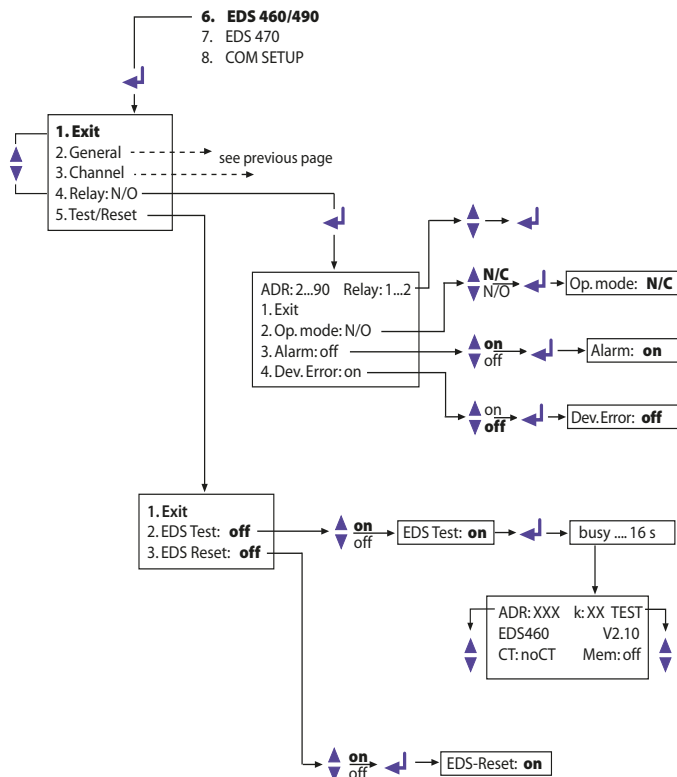 6. EDS 460/490
7. EDS 470
8. COM SETUP
1. Exit
2. General
3. Channel
see previous page
4. Relay: N/O
5. Test/Reset
ADR: 2...90 Relay: 1...2
1. Exit
2. Op. mode: N/O
3. Alarm: off
4. Dev. Error: on
N/C
N/O
Op. mode: N/C
on
off
Alarm: on
on
off
Dev. Error: off
1. Exit
2. EDS Test: off
3. EDS Reset: off
on
off
EDS Test: on
busy .... 16 s
ADR: XXX k: XX TEST
EDS460 V2.10
CT: noCT Mem: off
on
off
EDS-Reset: on